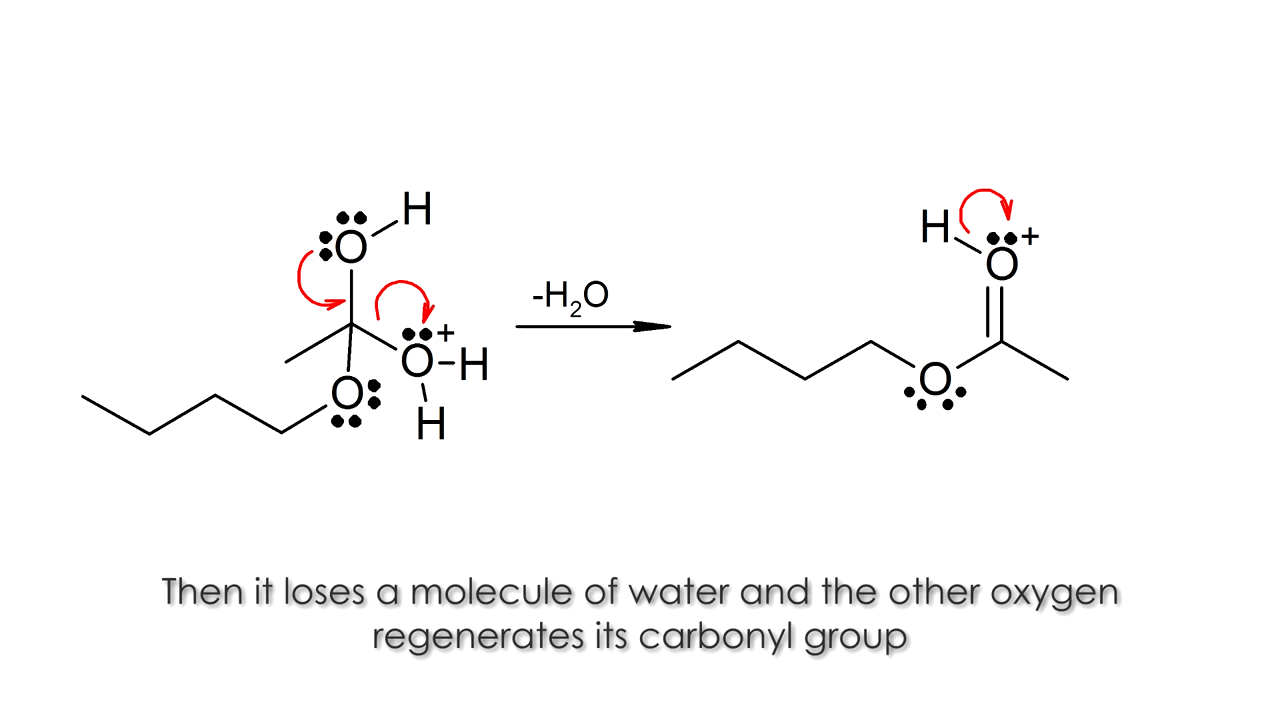 H
O
O
+
H
O
H
-H₂O
H
+
O
O
Then it loses a molecule of water and the other oxygen
regenerates its carbonyl group